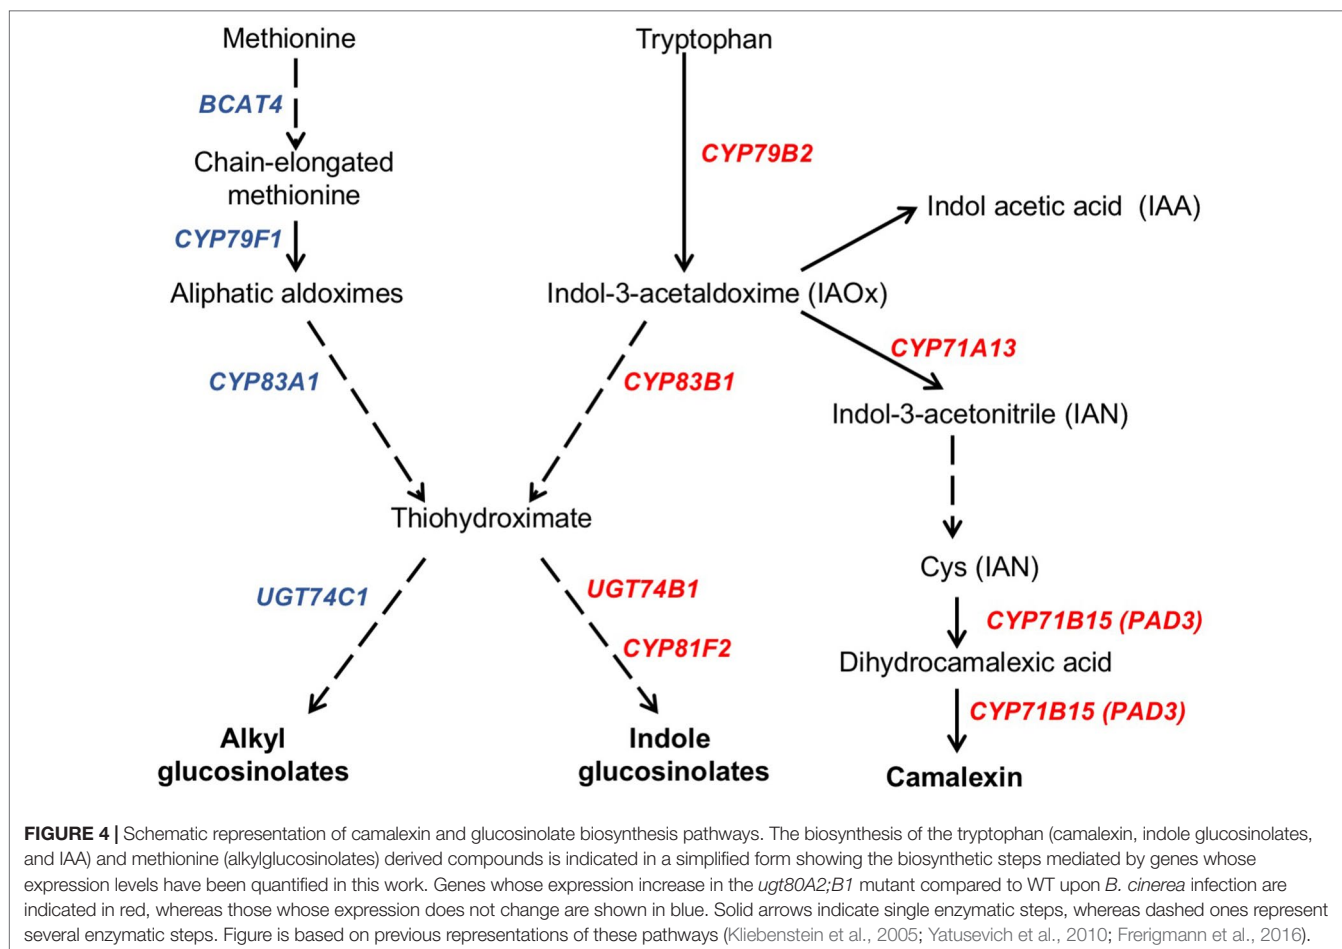 Methionine
Tryptophan
BCAT4
CYP79B2
Chain-elongated
methionine
Indol acetic acid (IAA)
CYP79F1
Aliphatic aldoximes
Indol-3-acetaldoxime (IAOx)
CYP71A13
CYP83A1
CYP83B1
Indol-3-acetonitrile (IAN)
Thiohydroximate
Cys (IAN)
UGT74C1
UGT74B1
CYP71B15 (PAD3)
CYP81F2
Dihydrocamalexic acid
CYP71B15 (PAD3)
Alkyl
glucosinolates
Indole
glucosinolates
Camalexin
FIGURE 4 | Schematic representation of camalexin and glucosinolate biosynthesis pathways. The biosynthesis of the tryptophan (camalexin, indole glucosinolates,
and IAA) and methionine (alkylglucosinolates) derived compounds is indicated in a simplified form showing the biosynthetic steps mediated by genes whose
expression levels have been quantified in this work. Genes whose expression increase in the ugt80A2;B1 mutant compared to WT upon B. cinerea infection are
indicated in red, whereas those whose expression does not change are shown in blue. Solid arrows indicate single enzymatic steps, whereas dashed ones represent
several enzymatic steps. Figure is based on previous representations of these pathways (Kliebenstein et al., 2005; Yatusevich et al., 2010; Frerigmann et al., 2016).